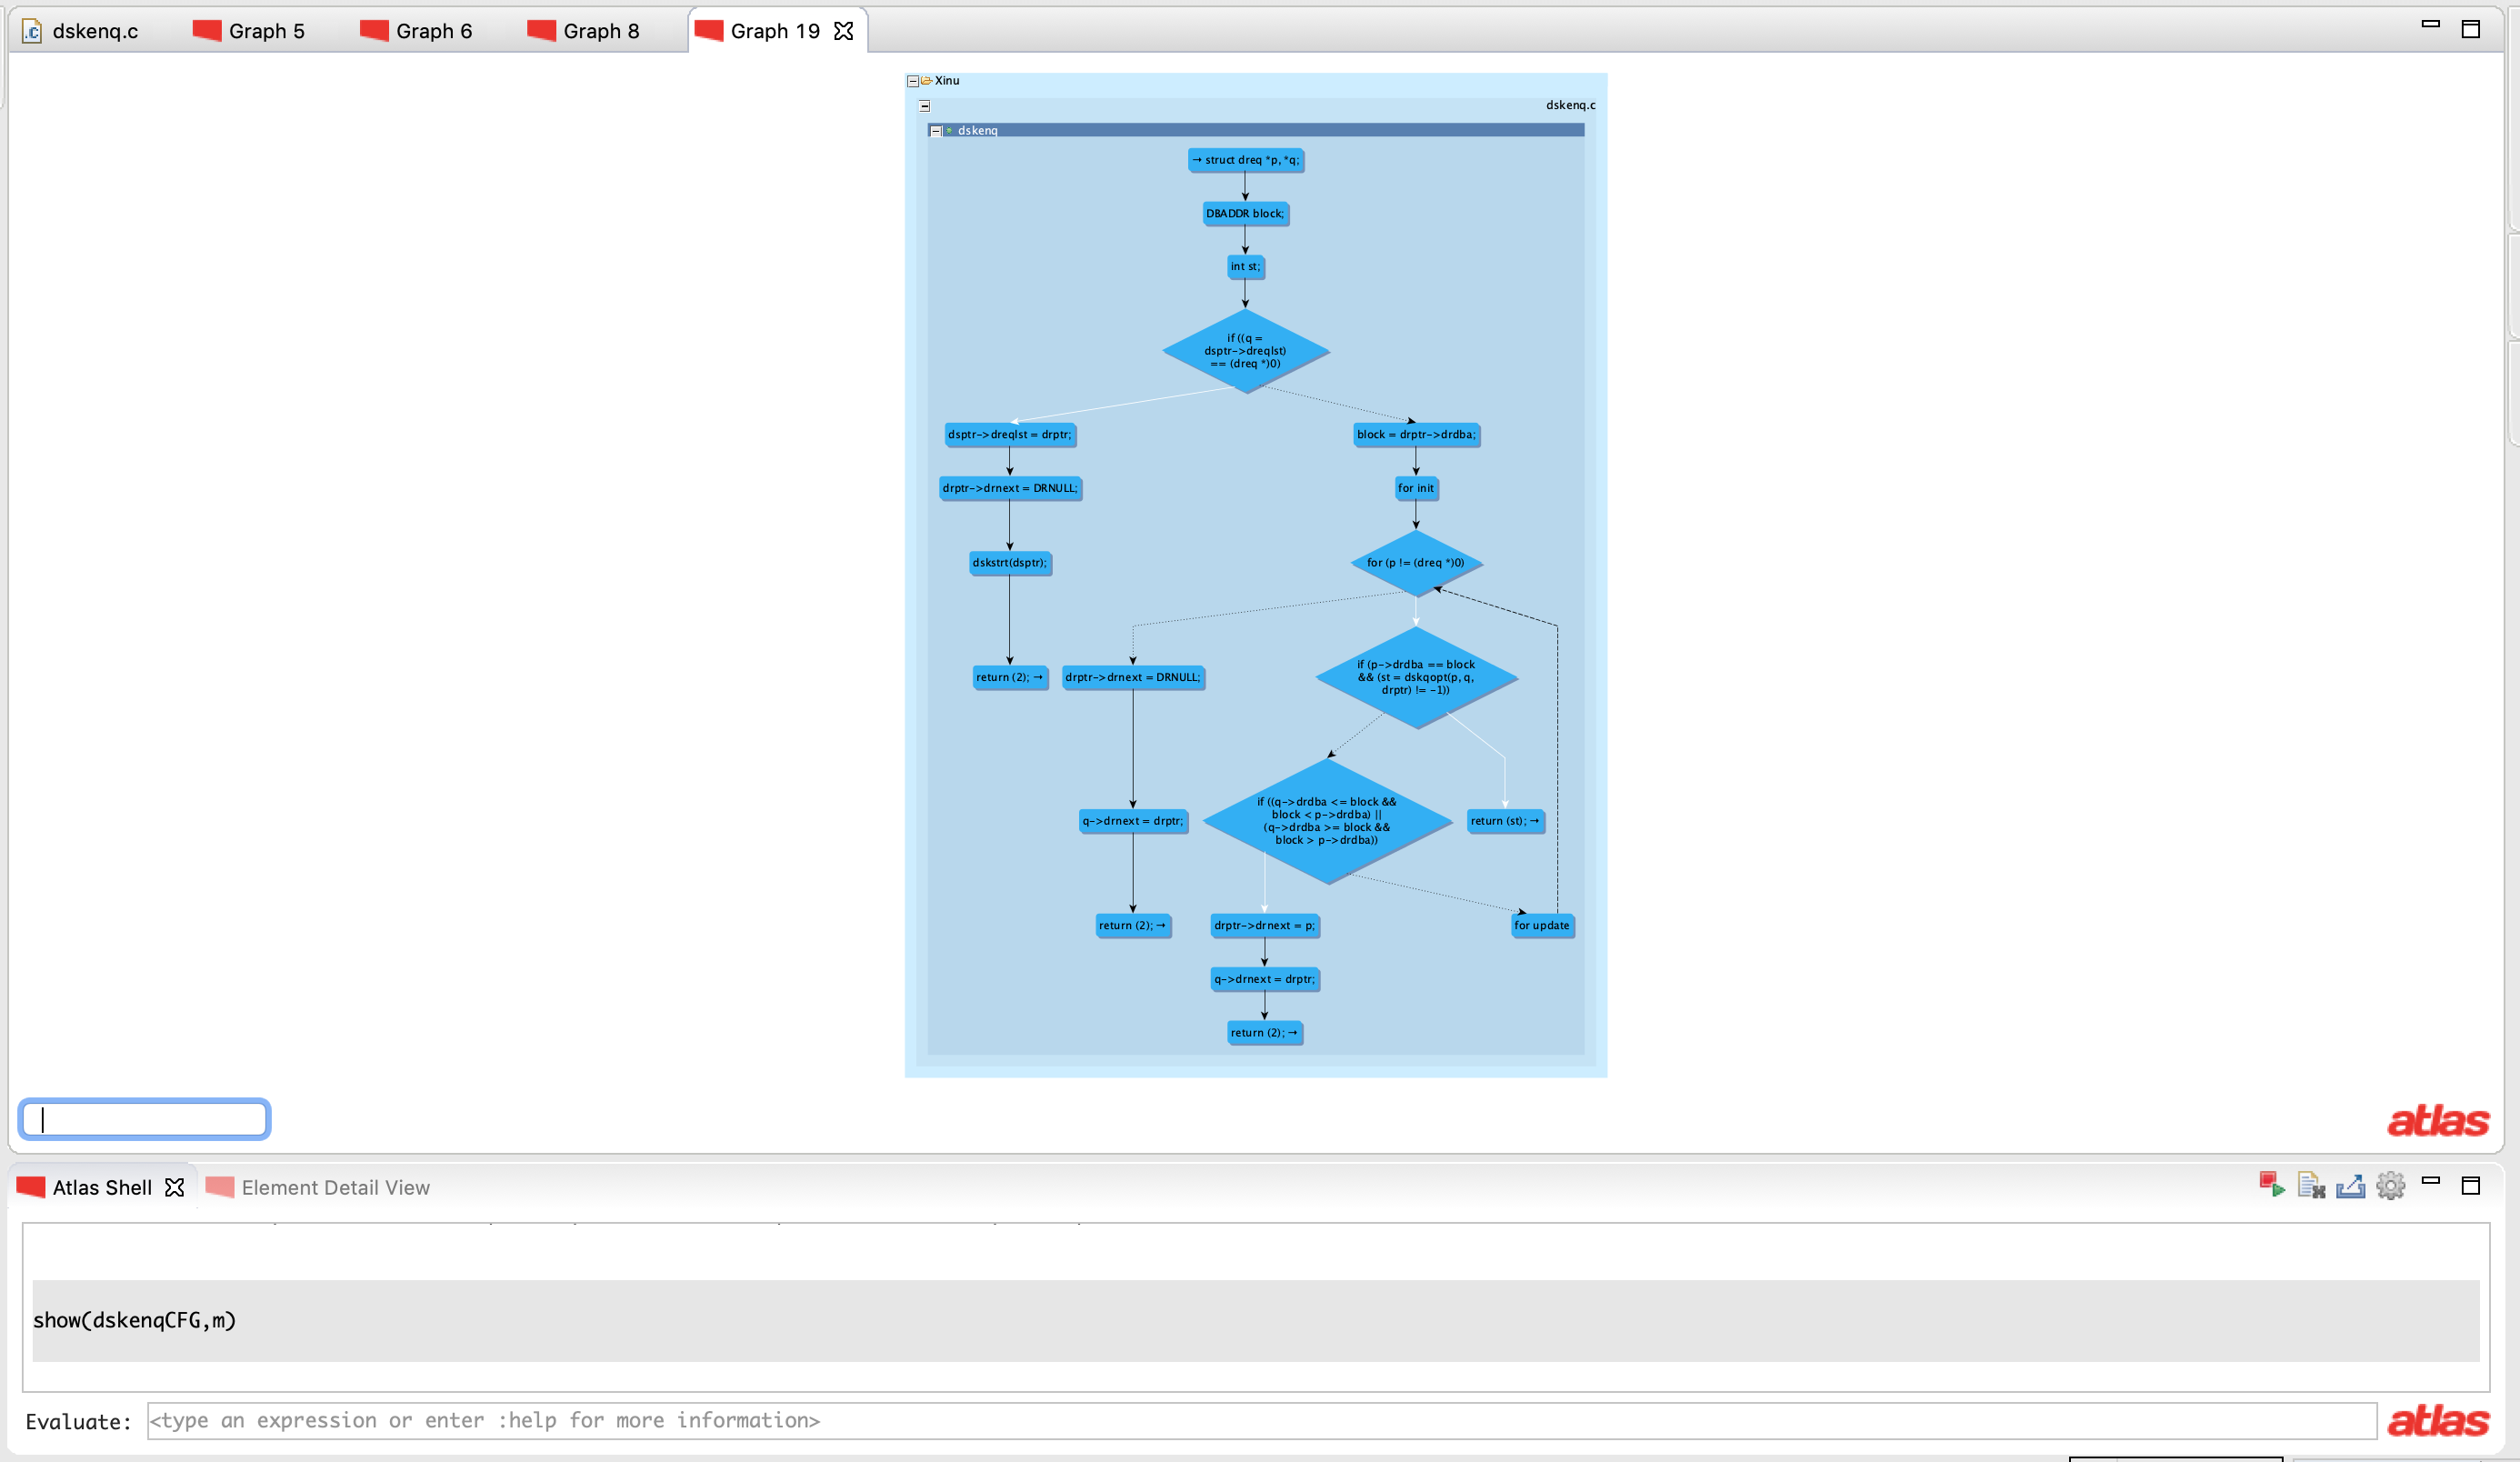 dskenq.c
Graph 5
Graph 6
Graph 8
Graph 19
Xinu
dskenq.c
dskenq
→ struct dreq *p, *q;
DBADDR block;
int st;
if ((q =
dsptr->dreqlst)
== (dreq *)0)
dsptr->dreqlst = drptr;
block = drptr->drdba;
drptr->drnext = DRNULL;
for init
dskstrt(dsptr);
for (p != (dreq *)0)
return (2); →
drptr->drnext = DRNULL;
if (p->drdba == block
&& (st = dskqopt(p, q,
drptr) != -1))
q->drnext = drptr;
if ((q->drdba <= block &&
block < p->drdba) ||
(q->drdba >= block &&
block > p->drdba))
return (st); →
return (2); →
drptr->drnext = p;
for update
q->drnext = drptr;
return (2); →
atlas
Atlas Shell
Element Detail View
show(dskenqCFG,m)
Evaluate:
<type an expression or enter :help for more information>
atlas